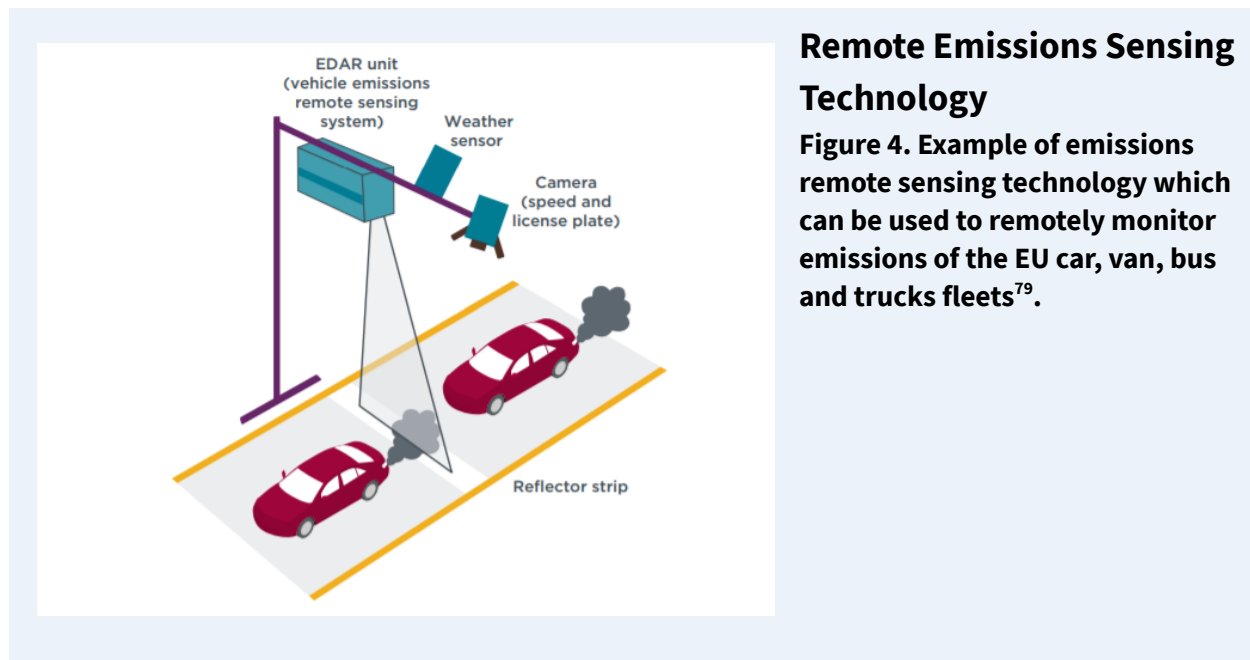 EDAR unit
(vehicle emissions
remote sensing
system)
Weather
sensor
Camera
(speed and
license plate)
Reflector strip
Remote Emissions Sensing
Technology
Figure 4. Example of emissions
remote sensing technology which
can be used to remotely monitor
emissions of the EU car, van, bus
and trucks fleets⁷⁹.